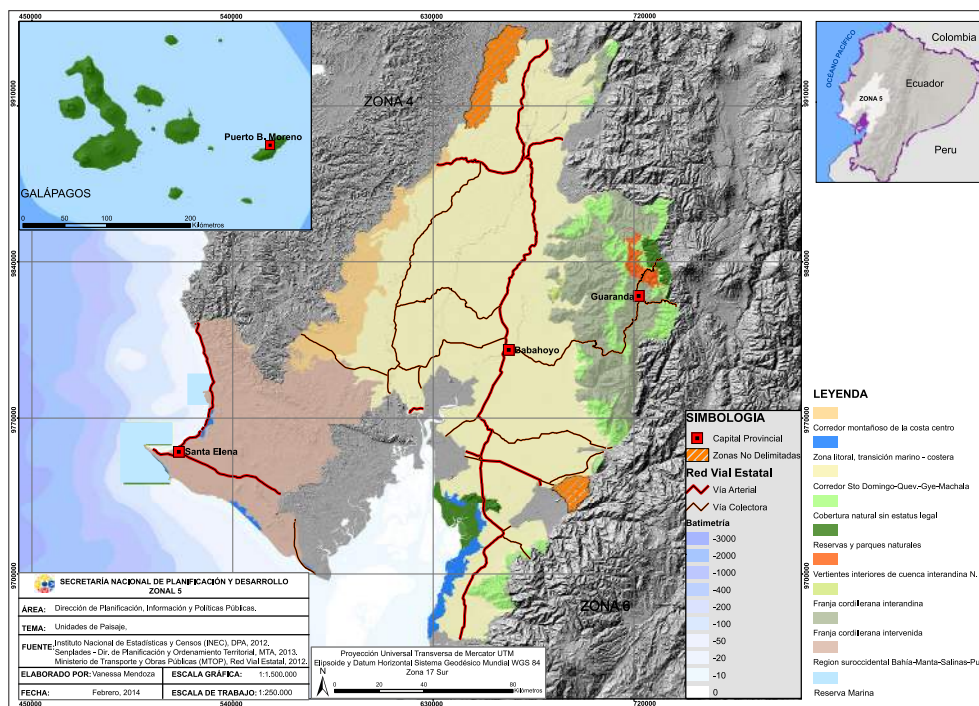 450000
540000
630000
720000
9910000
9840000
9770000
9700000
ZONA 4
Puerto B. Moreno
GALÁPAGOS
0 50 100 200
Kilómetros
OCÉANO PACÍFICO
Colombia
Ecuador
ZONA 5
Peru
Guaranda
Babahoyo
Santa Elena
SIMBOLOGIA
Capital Provincial
Zonas No Delimitadas
Red Vial Estatal
Vía Arterial
Vía Colectora
Batimetría
-3000
-2000
-1000
-400
-200
-100
-50
-20
-10
0
LEYENDA
Corredor montañoso de la costa centro
Zona litoral, transición marino - costera
Corredor Sto Domingo-Quev.-Gye-Machala
Cobertura natural sin estatus legal
Reservas y parques naturales
Vertientes interiores de cuenca interandina N.
Franja cordillerana interandina
Franja cordillerana intervenida
Region suroccidental Bahía-Manta-Salinas-Pu
Reserva Marina
SECRETARÍA NACIONAL DE PLANIFICACIÓN Y DESARROLLO
ZONAL 5
ÁREA: Dirección de Planificación, Información y Políticas Públicas.
TEMA: Unidades de Paisaje.
FUENTE: Instituto Nacional de Estadísticas y Censos (INEC), DPA, 2012,
Senplades - Dir. de Planificación y Ordenamiento Territorial, MTA, 2013.
Ministerio de Transporte y Obras Públicas (MTOP), Red Vial Estatal, 2012.
ELABORADO POR: Vanessa Mendoza ESCALA GRÁFICA: 1:1,500,000
FECHA: Febrero, 2014 ESCALA DE TRABAJO: 1:250.000
Proyección Universal Transversa de Mercator UTM
Elipsoide y Datum Horizontal Sistema Geodésico Mundial WGS 84
Zona 17 Sur
N
0 20 40 80
Kilómetros
450000
540000
630000
720000